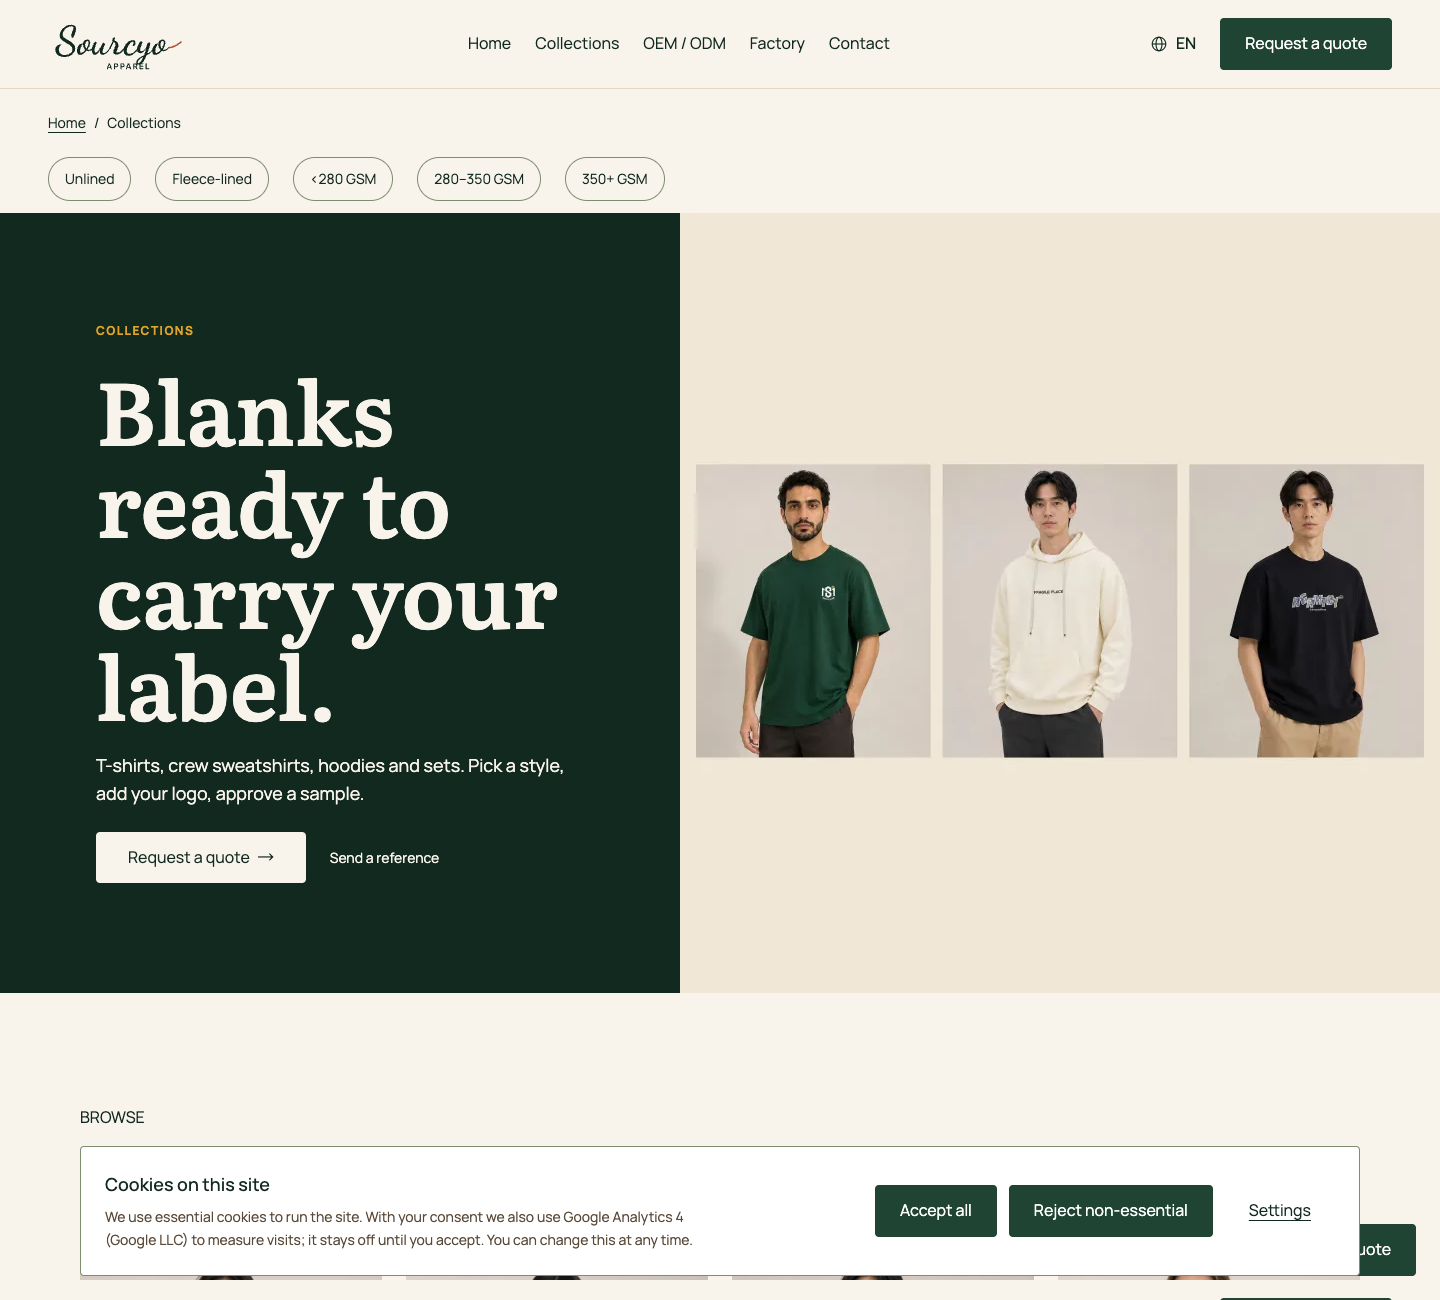 Sourcyo
APPAREL
Home
Collections
OEM / ODM
Factory
Contact
EN
Request a quote
Home / Collections
Unlined
Fleece-lined
<280 GSM
280–350 GSM
350+ GSM
COLLECTIONS
Blanks
ready to
carry your
label.
T-shirts, crew sweatshirts, hoodies and sets. Pick a style,
add your logo, approve a sample.
Request a quote →
Send a reference
BROWSE
Cookies on this site
We use essential cookies to run the site. With your consent we also use Google Analytics 4
(Google LLC) to measure visits; it stays off until you accept. You can change this at any time.
Accept all
Reject non-essential
Settings